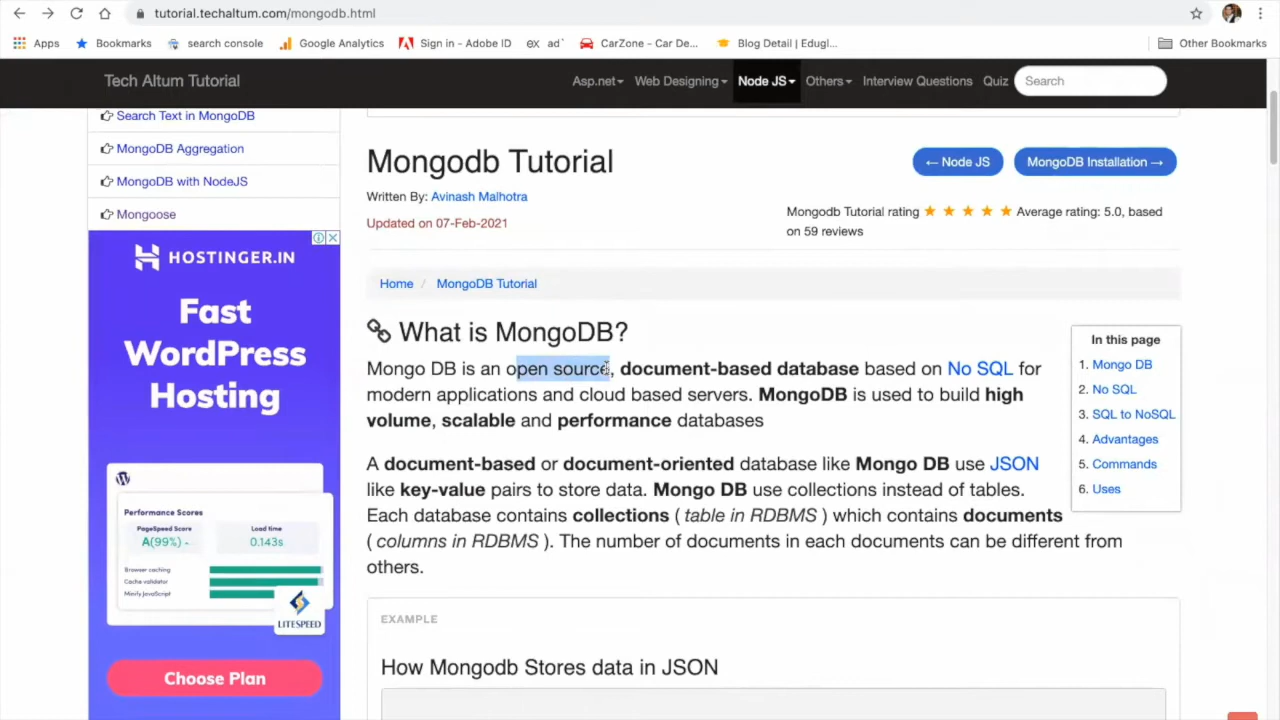 tutorial.techaltum.com/mongodb.html
Apps Bookmarks search console Google Analytics Sign in - Adobe ID ex ad` CarZone - Car De... Blog Detail | Edugl... Other Bookmarks
Tech Altum Tutorial Asp.net Web Designing Node JS Others Interview Questions Quiz Search
Search Text in MongoDB
MongoDB Aggregation
MongoDB with NodeJS
Mongoose
HOSTINGER.IN
Fast
WordPress
Hosting
Performance Scores
PageSpeed Score Load time
A(99%) 0.143s
Browser caching
Cache validator
Minify JavaScript
LITESPEED
Choose Plan
Mongodb Tutorial
← Node JS MongoDB Installation →
Written By: Avinash Malhotra
Updated on 07-Feb-2021
Mongodb Tutorial rating ★ ★ ★ ★ ★ Average rating: 5.0, based
on 59 reviews
Home / MongoDB Tutorial
What is MongoDB?
Mongo DB is an open source, document-based database based on No SQL for
modern applications and cloud based servers. MongoDB is used to build high
volume, scalable and performance databases
A document-based or document-oriented database like Mongo DB use JSON
like key-value pairs to store data. Mongo DB use collections instead of tables.
Each database contains collections ( table in RDBMS ) which contains documents
( columns in RDBMS ). The number of documents in each documents can be different from
others.
In this page
1. Mongo DB
2. No SQL
3. SQL to NoSQL
4. Advantages
5. Commands
6. Uses
EXAMPLE
How Mongodb Stores data in JSON